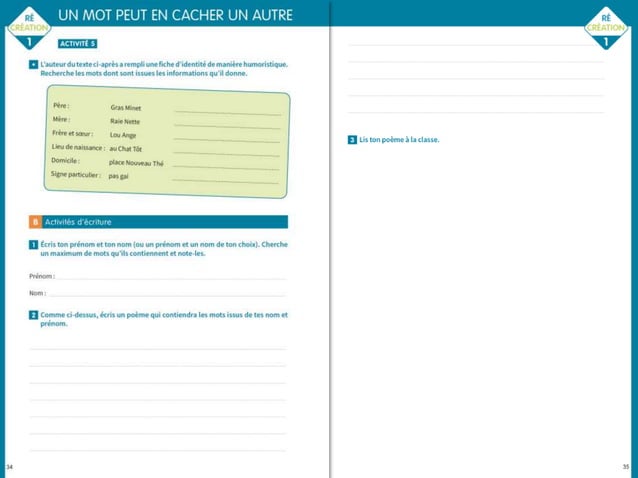 RÉ
CRÉATION
1
UN MOT PEUT EN CACHER UN AUTRE
ACTIVITÉ 5
L'auteur du texte ci-après a rempli une fiche d'identité de manière humoristique.
Recherche les mots dont sont issues les informations qu'il donne.
Père : Gras Minet
Mère : Raie Nette
Frère et sœur : Lou Ange
Lieu de naissance : au Chat Tôt
Domicile : place Nouveau Thé
Signe particulier : pas gai
B Activités d'écriture
1 Écris ton prénom et ton nom (ou un prénom et un nom de ton choix). Cherche
un maximum de mots qu'ils contiennent et note-les.
Prénom :
Nom :
2 Comme ci-dessus, écris un poème qui contiendra les mots issus de tes nom et
prénom.
34
RÉ
CRÉATION
1
3 Lis ton poème à la classe.
35